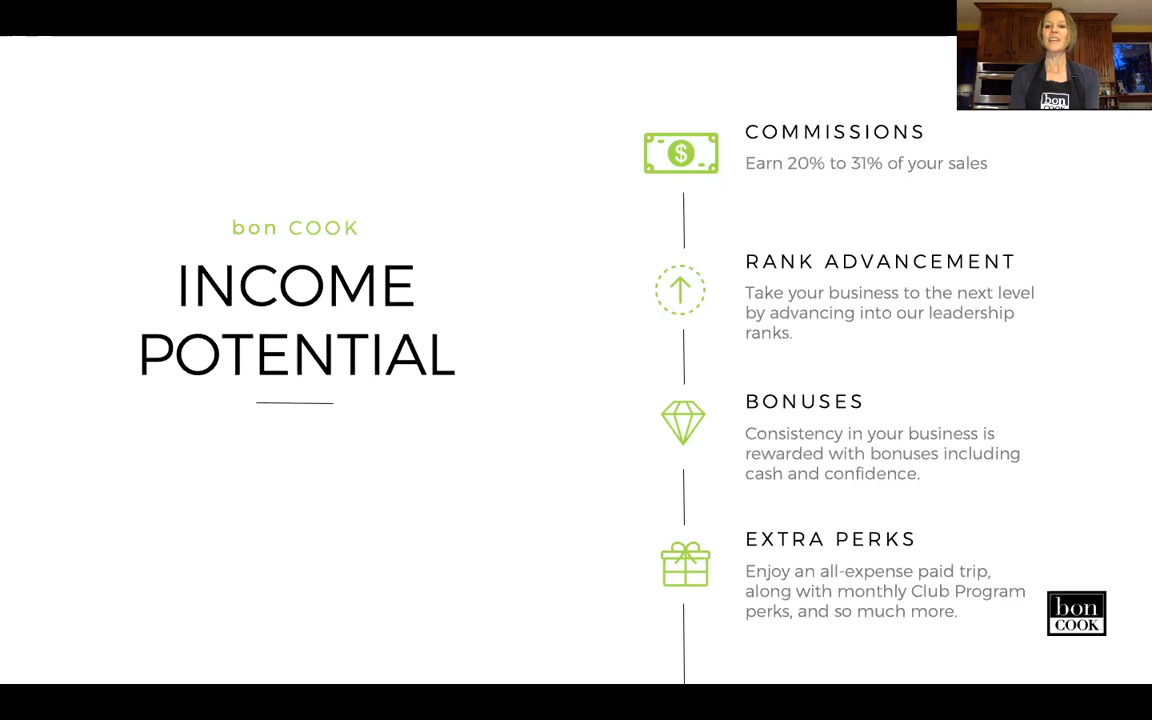 bon COOK
INCOME
POTENTIAL
$
COMMISSIONS
Earn 20% to 31% of your sales
RANK ADVANCEMENT
Take your business to the next level
by advancing into our leadership
ranks.
BONUSES
Consistency in your business is
rewarded with bonuses including
cash and confidence.
EXTRA PERKS
Enjoy an all-expense paid trip,
along with monthly Club Program
perks, and so much more.
bon
COOK
bon
COOK